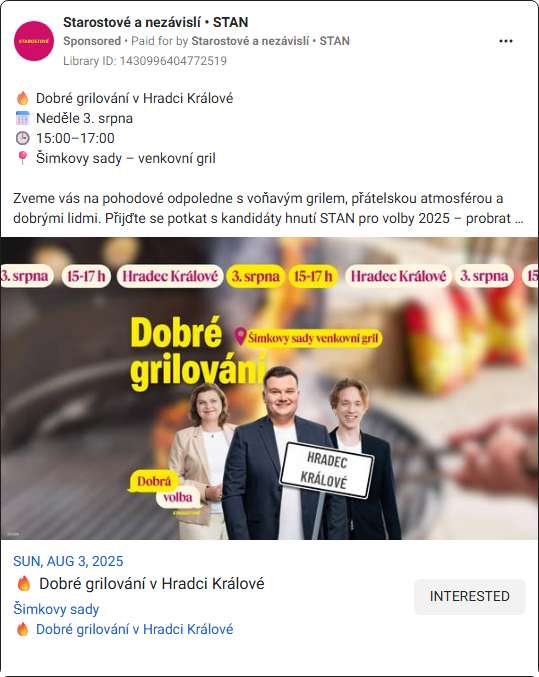 Starostové a nezávislí • STAN
Sponsored • Paid for by Starostové a nezávislí • STAN
Library ID: 1430996404772519
STAROSTOVÉ
Dobré grilování v Hradci Králové
Neděle 3. srpna
15:00–17:00
Šimkovy sady – venkovní gril
Zveme vás na pohodové odpoledne s voňavým grilem, přátelskou atmosférou a
dobrými lidmi. Přijďte se potkat s kandidáty hnutí STAN pro volby 2025 – probrat ...
3. srpna 15-17 h Hradec Králové 3. srpna 15-17 h Hradec Králové 3. srpna 15
Dobré
Šimkovy sady venkovní gril
grilování
HRADEC
KRÁLOVÉ
Dobrá
volba
STAROSTOVÉ
SUN, AUG 3, 2025
Dobré grilování v Hradci Králové
Šimkovy sady
Dobré grilování v Hradci Králové
INTERESTED